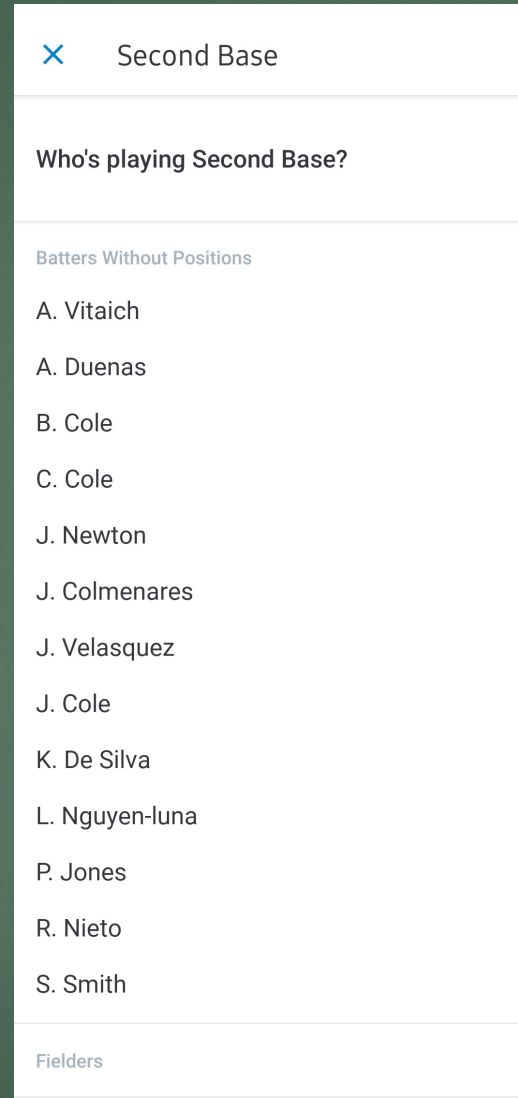 Second Base
Who's playing Second Base?
Batters Without Positions
A. Vitaich
A. Duenas
B. Cole
C. Cole
J. Newton
J. Colmenares
J. Velasquez
J. Cole
K. De Silva
L. Nguyen-luna
P. Jones
R. Nieto
S. Smith
Fielders